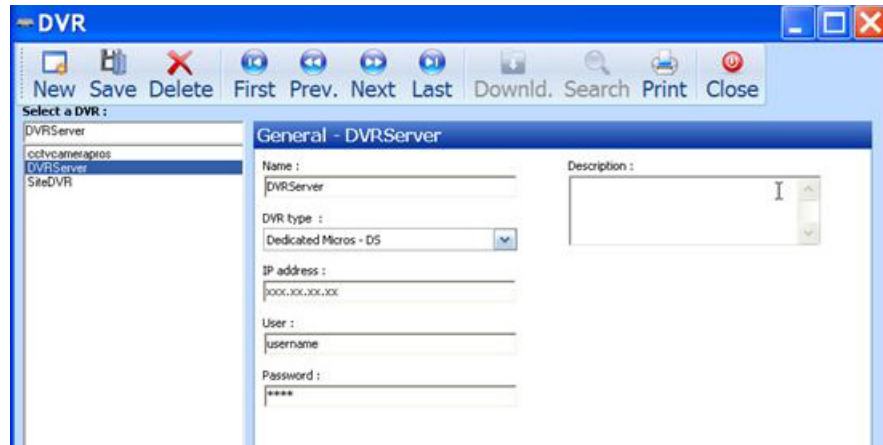 DVR
New Save Delete First Prev. Next Last Downld. Search Print Close
Select a DVR :
DVRServer
cctvcamerapros
DVRServer
SiteDVR
General - DVRServer
Name :
DVRServer
Description :
DVR type :
Dedicated Micros - DS
IP address :
xxx.xx.xx.xx
User :
username
Password :
****